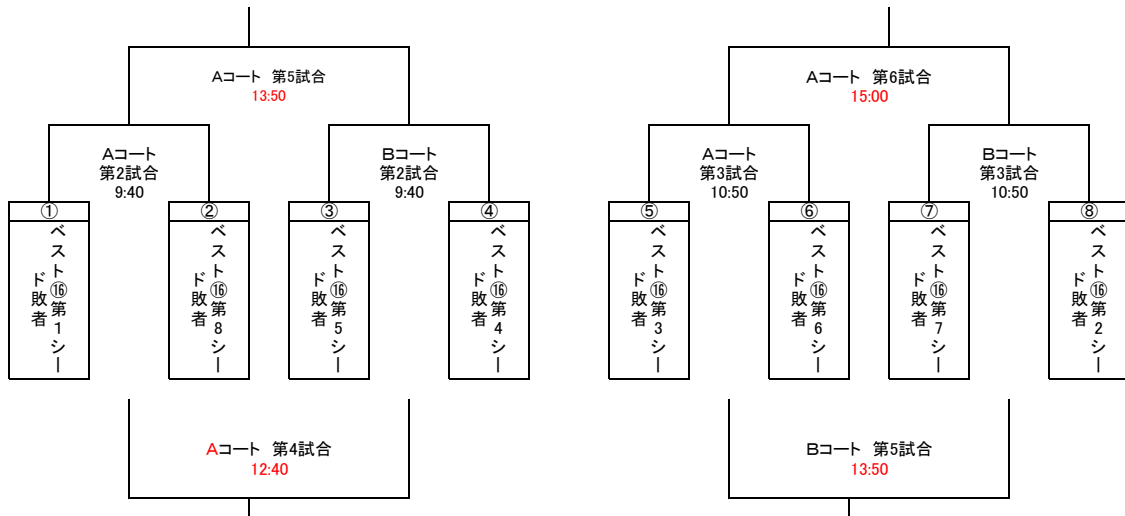 Aコート 第5試合
13:50
Aコート 第6試合
15:00
Aコート
第2試合
9:40
Bコート
第2試合
9:40
Aコート
第3試合
10:50
Bコート
第3試合
10:50
①
②
③
④
⑤
⑥
⑦
⑧
ベスト⑯第1シー
ド敗者
ベスト⑯第8シー
ド敗者
ベスト⑯第5シー
ド敗者
ベスト⑯第4シー
ド敗者
ベスト⑯第3シー
ド敗者
ベスト⑯第6シー
ド敗者
ベスト⑯第7シー
ド敗者
ベスト⑯第2シー
ド敗者
Aコート 第4試合
12:40
Bコート 第5試合
13:50